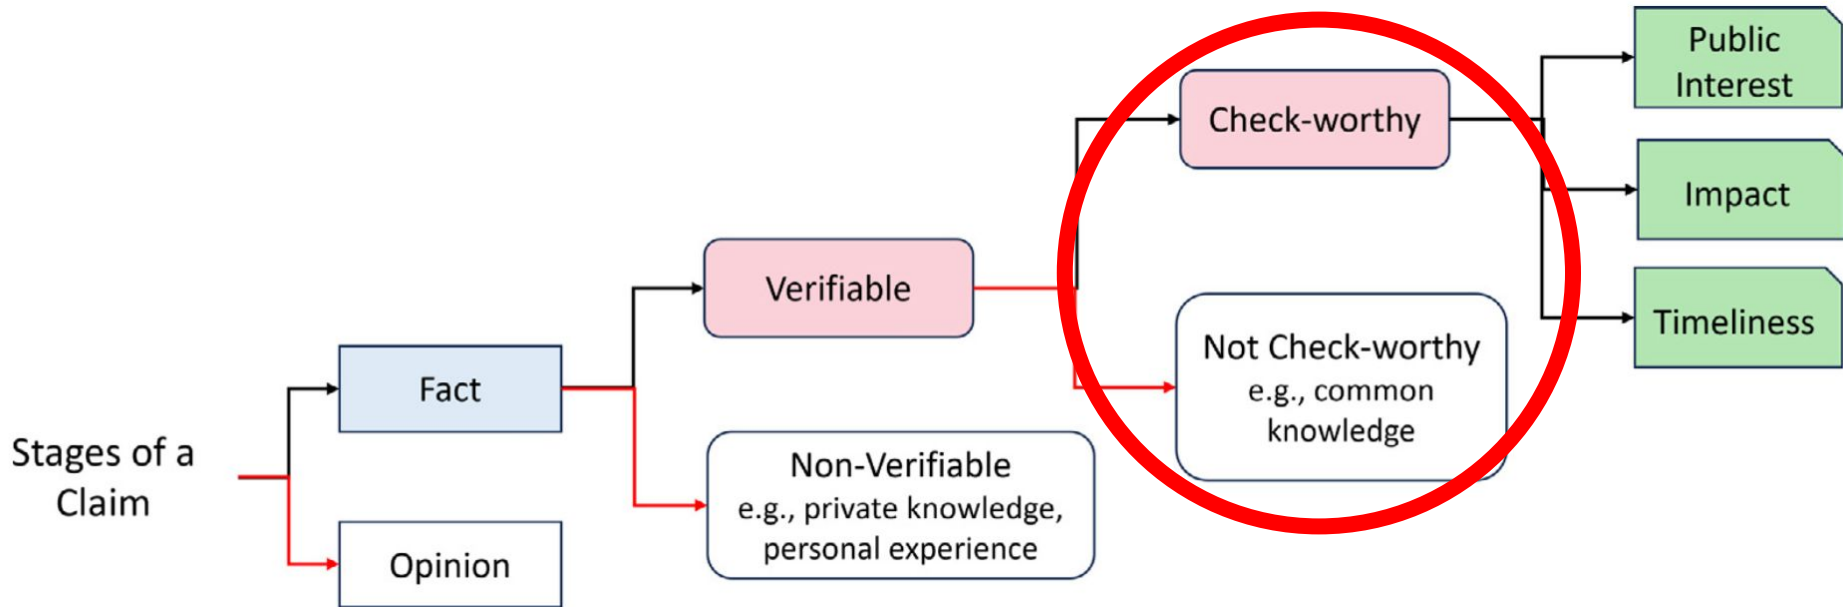 Stages of a
Claim
Fact
Opinion
Verifiable
Non-Verifiable
e.g., private knowledge,
personal experience
Check-worthy
Not Check-worthy
e.g., common
knowledge
Public
Interest
Impact
Timeliness